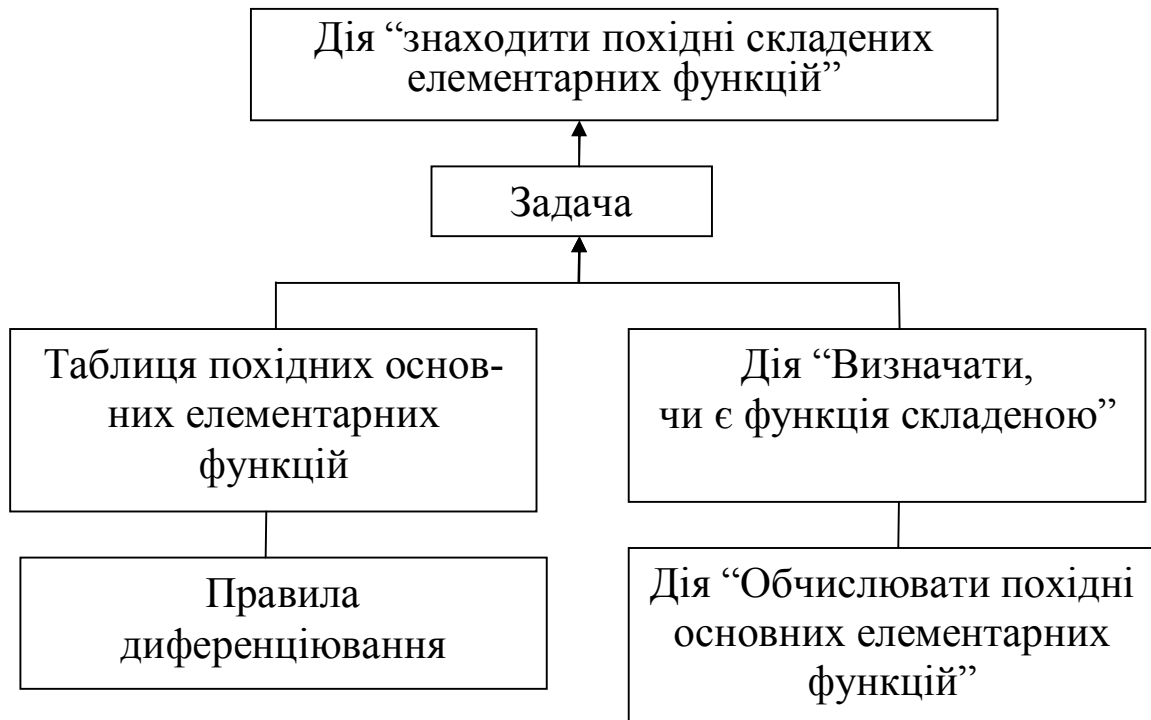 Дія “знаходити похідні складених
елементарних функцій”
Задача
Таблиця похідних основ-
них елементарних
функцій
Дія “Визначати,
чи є функція складеною”
Правила
диференціювання
Дія “Обчислювати похідні
основних елементарних
функцій”